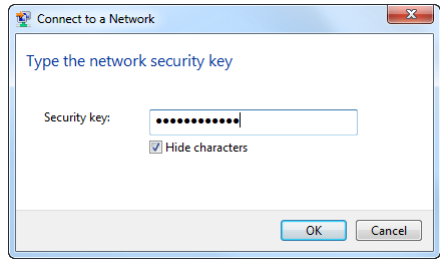 Connect to a Network
Type the network security key
Security key: ••••••••••••
Hide characters
OK Cancel